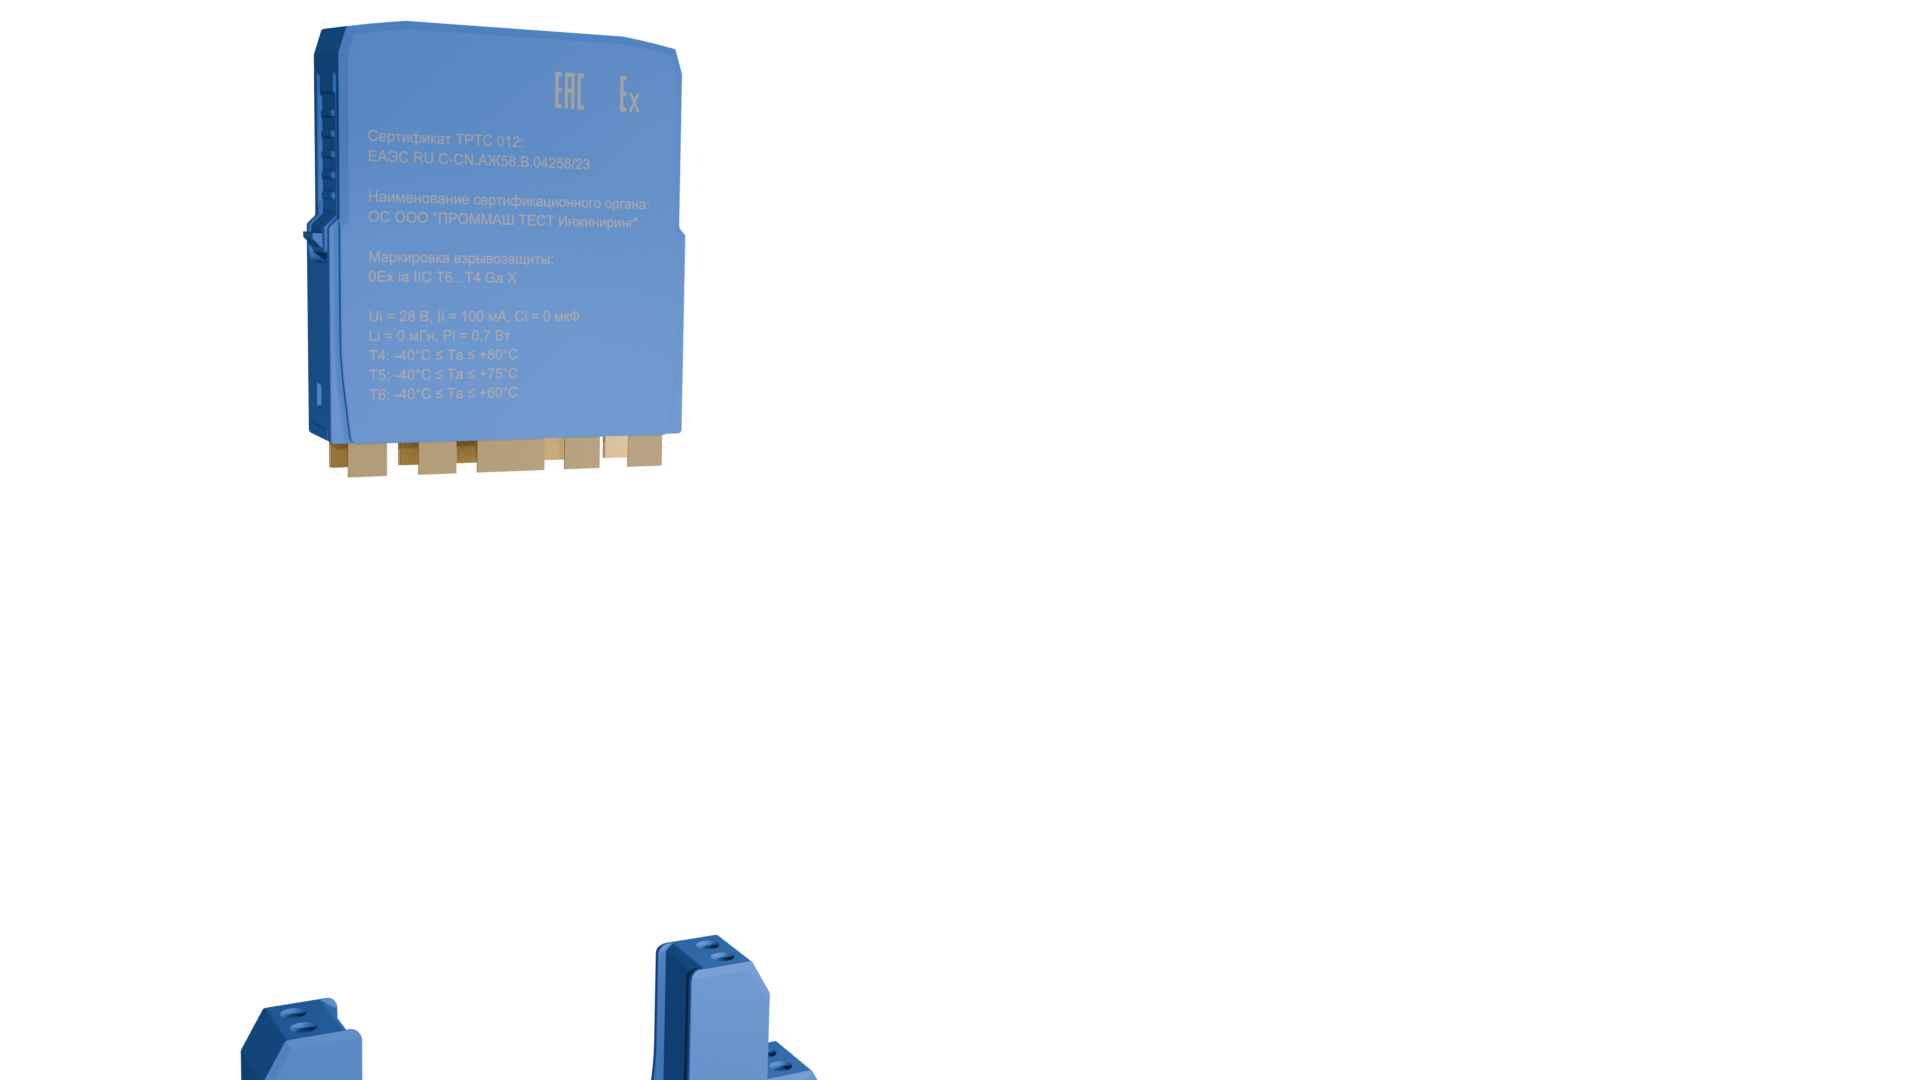 EAC Ex
Сертификат ТРТС 012:
ЕАЭС RU C-CN.АЖ58.В.04258/23
Наименование сертификационного органа:
ОС ООО "ПРОММАШ ТЕСТ Инжиниринг"
Маркировка взрывозащиты:
0Ex ia IIC T6...T4 Ga X
Ui = 28 В, Ii = 100 мА, Ci = 0 мкФ
Li = 0 мГн, Pi = 0,7 Вт
T4: -40°C ≤ Ta ≤ +80°C
T5: -40°C ≤ Ta ≤ +75°C
T6: -40°C ≤ Ta ≤ +60°C